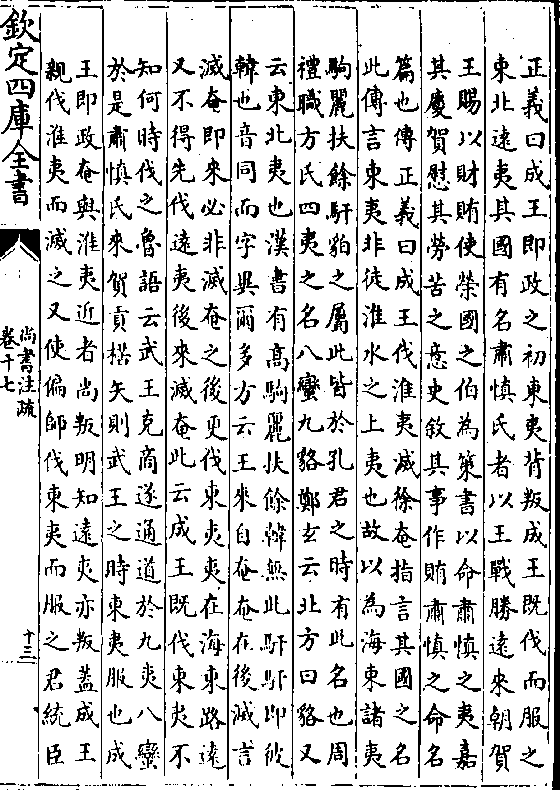 正義曰成王即政之初東夷背叛成王既伐而服之
東北遠夷其國有名肅慎氏者以王戰勝遠來朝賀
王賜以財賄使榮國之伯為策書以命肅慎之夷嘉
其慶賀慰其勞苦之意史敘其事作賄肅慎之命名
篇也傳正義曰成王伐淮夷滅徐奄指言其國之名
此傳言東夷非徒淮水之上夷也故以為海東諸夷
駒麗扶餘馯貊之屬此皆於孔君之時有此名也周
禮職方氏四夷之名八蠻九貉鄭玄云北方曰貉又
云東北夷也漢書有高駒麗扶餘韓無此馯馯即彼
韓也音同而字異爾多方云王來自奄奄在後滅言
滅奄即來必非滅奄之後更伐東夷夷在海東路遠
又不得先伐遠夷後來滅奄此云成王既伐東夷不
知何時伐之魯語云武王克商遂通道於九夷八蠻
於是肅慎氏來賀貢楛矢則武王之時東夷服也成
王即政奄與淮夷近者尚叛明知遠夷亦叛蓋成王
親伐淮夷而滅之又使偏師伐東夷而服之君統臣
欽定四庫全書
尚書注疏
卷十七
十三